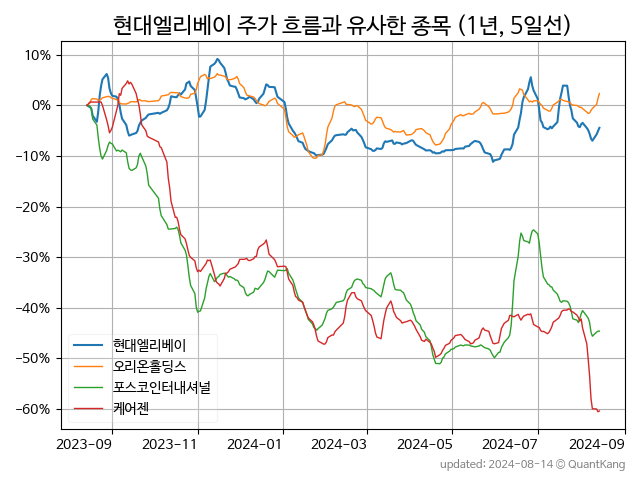 현대엘리베이 주가 흐름과 유사한 종목 (1년, 5일선)
10%
0%
−10%
−20%
−30%
−40%
−50%
−60%
현대엘리베이
오리온홀딩스
포스코인터내셔널
케어젠
2023-09 2023-11 2024-01 2024-03 2024-05 2024-07 2024-09
updated: 2024-08-14 © QuantKang